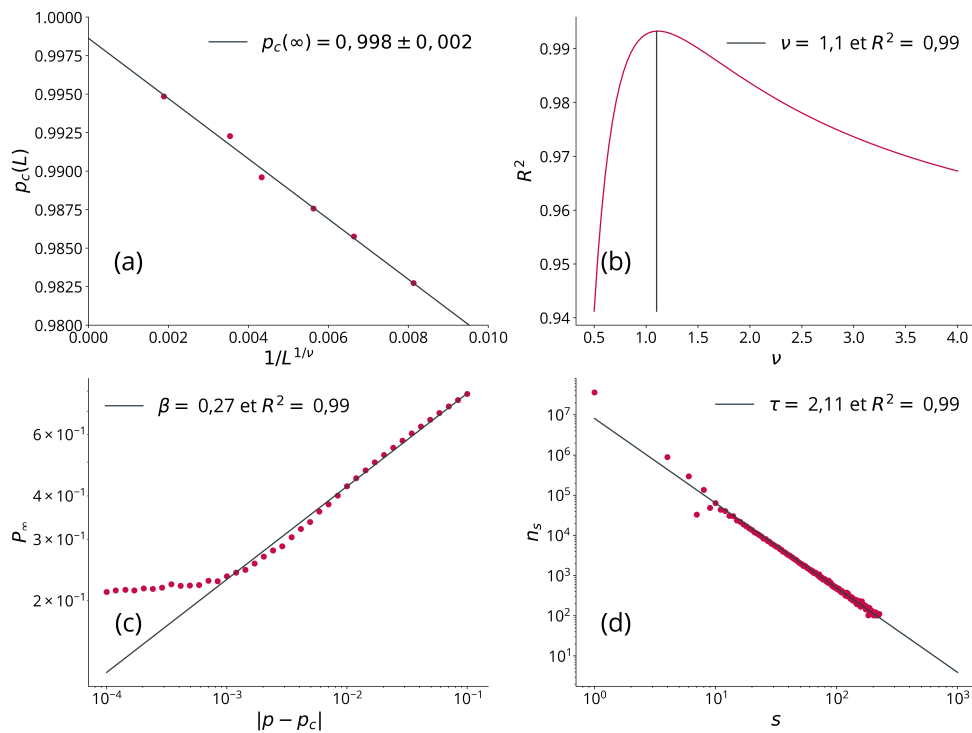 1.0000
0.9975
0.9950
0.9925
0.9900
0.9875
0.9850
0.9825
0.9800
p_c(L)
p_c(∞) = 0, 998 ± 0, 002
(a)
0.000 0.002 0.004 0.006 0.008 0.010
1/L^{1/ν}
0.99
0.98
0.97
0.96
0.95
0.94
R²
ν = 1,1 et R² = 0,99
(b)
0.5 1.0 1.5 2.0 2.5 3.0 3.5 4.0
ν
6 × 10⁻¹
4 × 10⁻¹
3 × 10⁻¹
2 × 10⁻¹
P_∞
β = 0,27 et R² = 0,99
(c)
10⁻⁴ 10⁻³ 10⁻² 10⁻¹
|p − p_c|
10⁷
10⁶
10⁵
10⁴
10³
10²
10¹
n_s
τ = 2,11 et R² = 0,99
(d)
10⁰ 10¹ 10² 10³
s